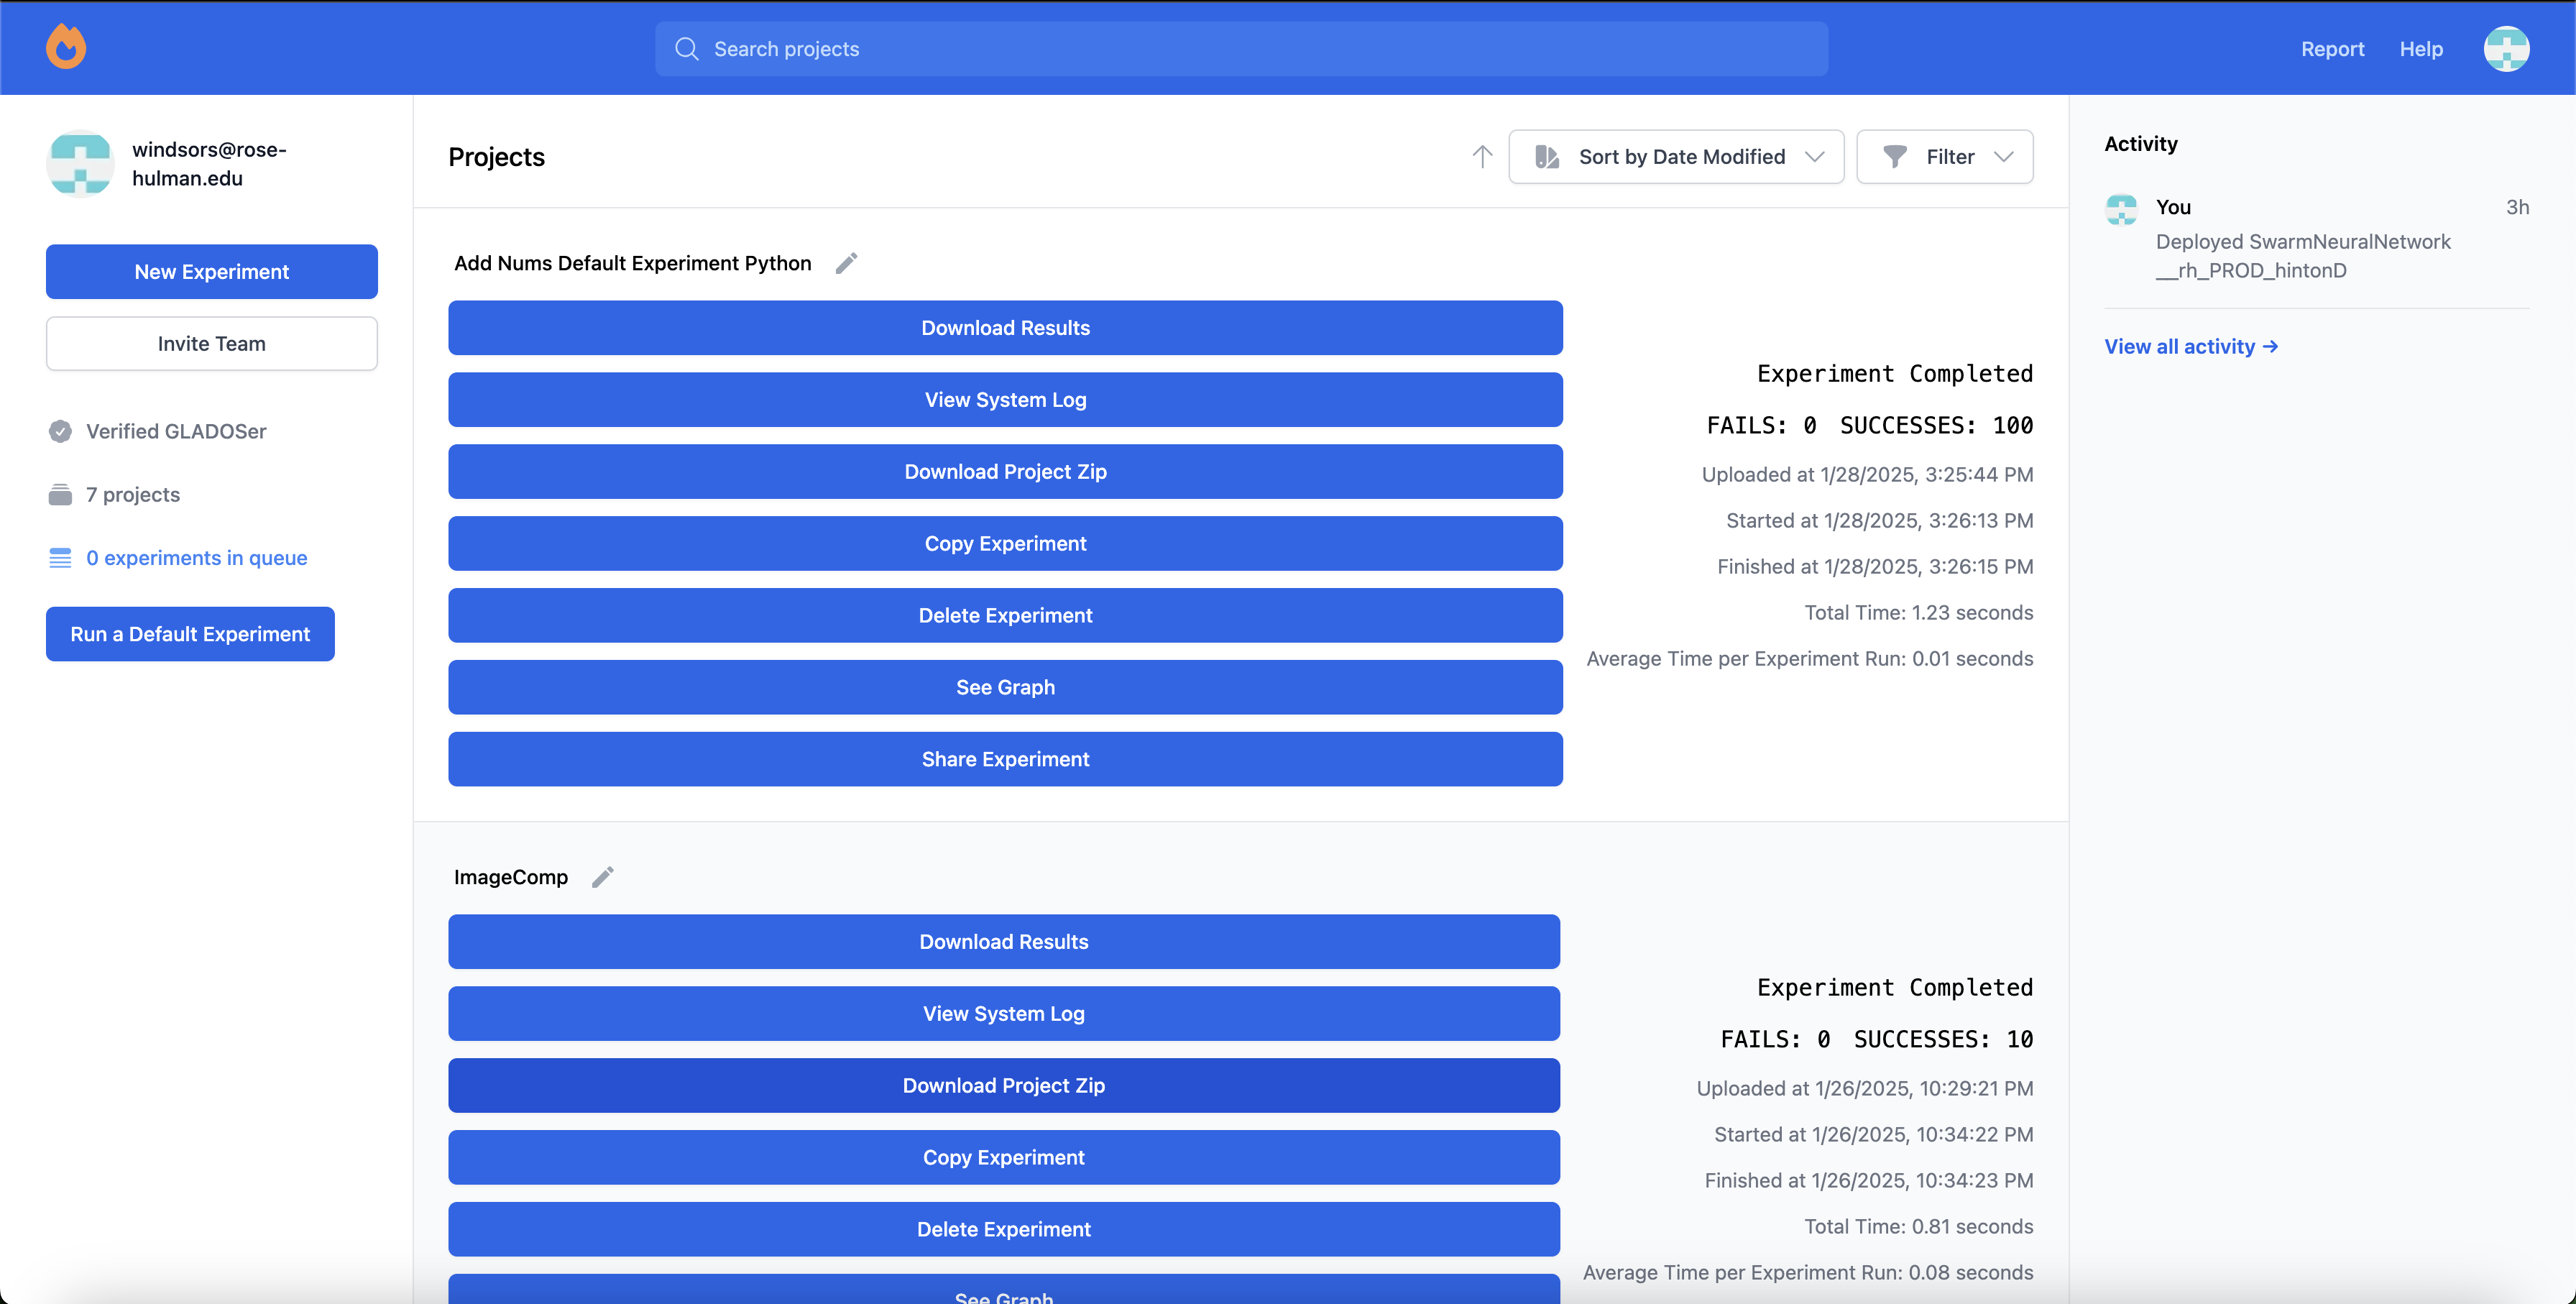 Search projects
Report
Help
windsors@rose-
hulman.edu
New Experiment
Invite Team
Verified GLADOSer
7 projects
0 experiments in queue
Run a Default Experiment
Projects
Sort by Date Modified
Filter
Add Nums Default Experiment Python
Download Results
View System Log
Download Project Zip
Copy Experiment
Delete Experiment
See Graph
Share Experiment
Experiment Completed
FAILS: 0 SUCCESSES: 100
Uploaded at 1/28/2025, 3:25:44 PM
Started at 1/28/2025, 3:26:13 PM
Finished at 1/28/2025, 3:26:15 PM
Total Time: 1.23 seconds
Average Time per Experiment Run: 0.01 seconds
ImageComp
Download Results
View System Log
Download Project Zip
Copy Experiment
Delete Experiment
See Graph
Experiment Completed
FAILS: 0 SUCCESSES: 10
Uploaded at 1/26/2025, 10:29:21 PM
Started at 1/26/2025, 10:34:22 PM
Finished at 1/26/2025, 10:34:23 PM
Total Time: 0.81 seconds
Average Time per Experiment Run: 0.08 seconds
Activity
You
3h
Deployed SwarmNeuralNetwork
__rh_PROD_hintonD
View all activity →